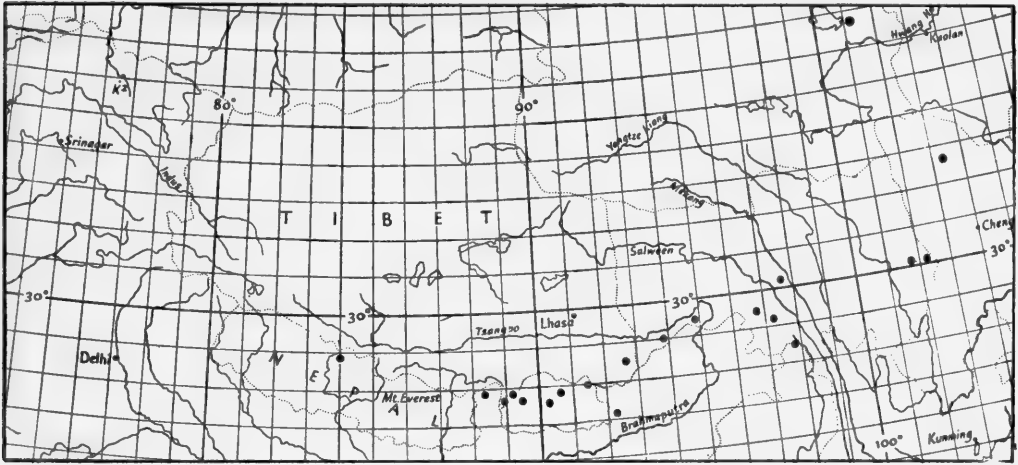 Hwang Ho
Kaolan
K2
80°
90°
Srinagar
Yangtze Kiang
Indus
Mekong
T I B E T
Cheng
Salween
30°
30°
30°
30°
Tsangpo
Lhasa
Delhi
N E P A L
Mt. Everest
Brahmaputra
100°
Kunming